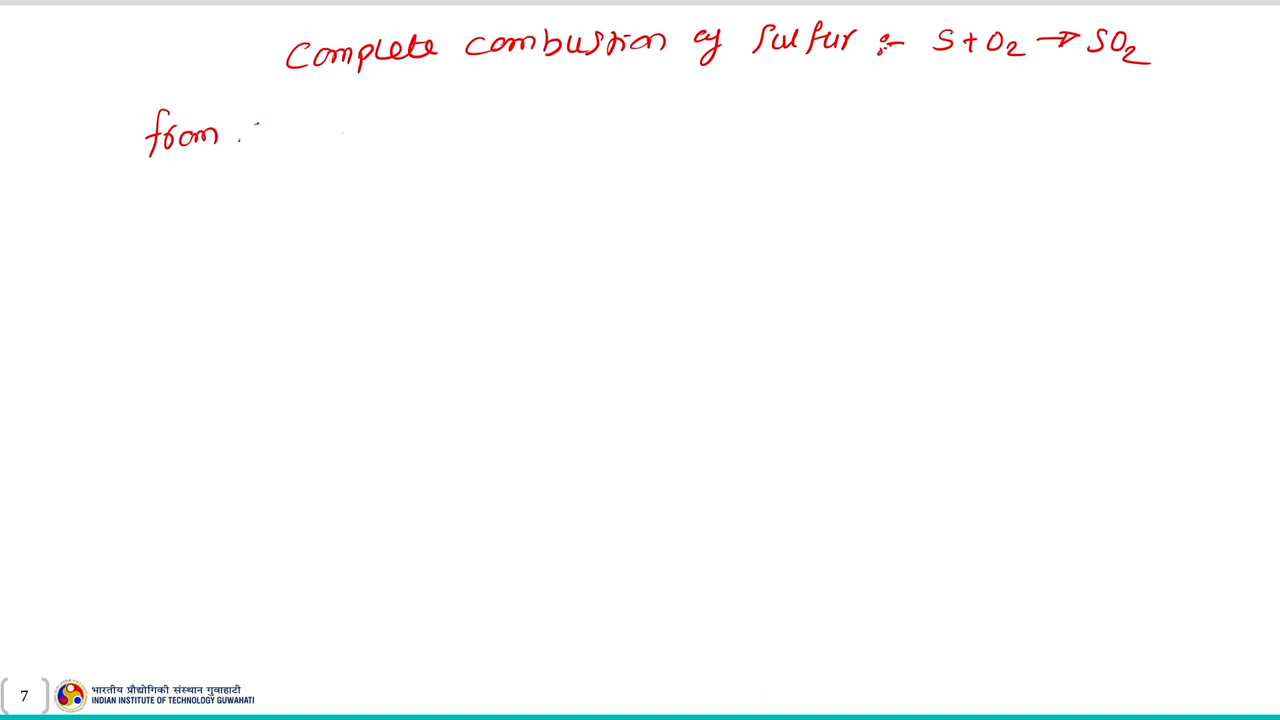 Complete combustion of sulfur :- S + O2 → SO2
from
7
भारतीय प्रौद्योगिकी संस्थान गुवाहाटी
INDIAN INSTITUTE OF TECHNOLOGY GUWAHATI